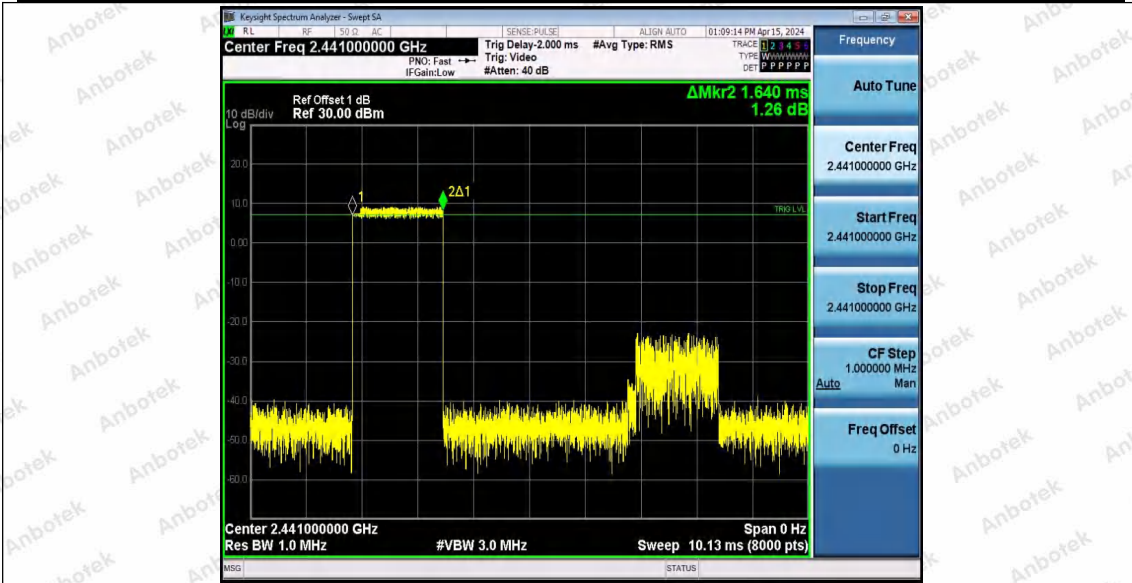 Keysight Spectrum Analyzer - Swept SA
RL RF 50 Ω AC SENSE:PULSE ALIGN AUTO 01:09:14 PM Apr 15, 2024
Center Freq 2.441000000 GHz
PNO: Fast
IFGain:Low
Trig Delay-2.000 ms
Trig: Video
#Atten: 40 dB
#Avg Type: RMS
TRACE 1 2 3 4 5 6
TYPE WWWWWW
DET P P P P P P
Frequency
Auto Tune
Center Freq
2.441000000 GHz
Start Freq
2.441000000 GHz
Stop Freq
2.441000000 GHz
CF Step
1.000000 MHz
Auto Man
Freq Offset
0 Hz
ΔMkr2 1.640 ms
1.26 dB
Ref Offset 1 dB
10 dB/div Ref 30.00 dBm
Log
20.0
10.0
0.00
-10.0
-20.0
-30.0
-40.0
-50.0
-60.0
1
2Δ1
TRIG LVL
Center 2.441000000 GHz Span 0 Hz
Res BW 1.0 MHz #VBW 3.0 MHz Sweep 10.13 ms (8000 pts)
MSG STATUS
Anbotek